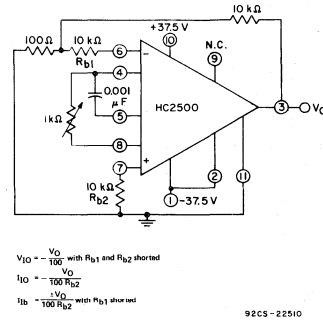 10 kΩ
100Ω
10 kΩ
+37.5 V
Rb1
6
−
10
N.C.
4
9
0.001
μF
HC2500
3
VO
5
1kΩ
8
7
+
10 kΩ
Rb2
2
11
1
−37.5 V
VIO = − VO/100 with Rb1 and Rb2 shorted
IIO = − VO/100 Rb2
IIb = ±VO/100 Rb2 with Rb1 shorted
92CS-22510